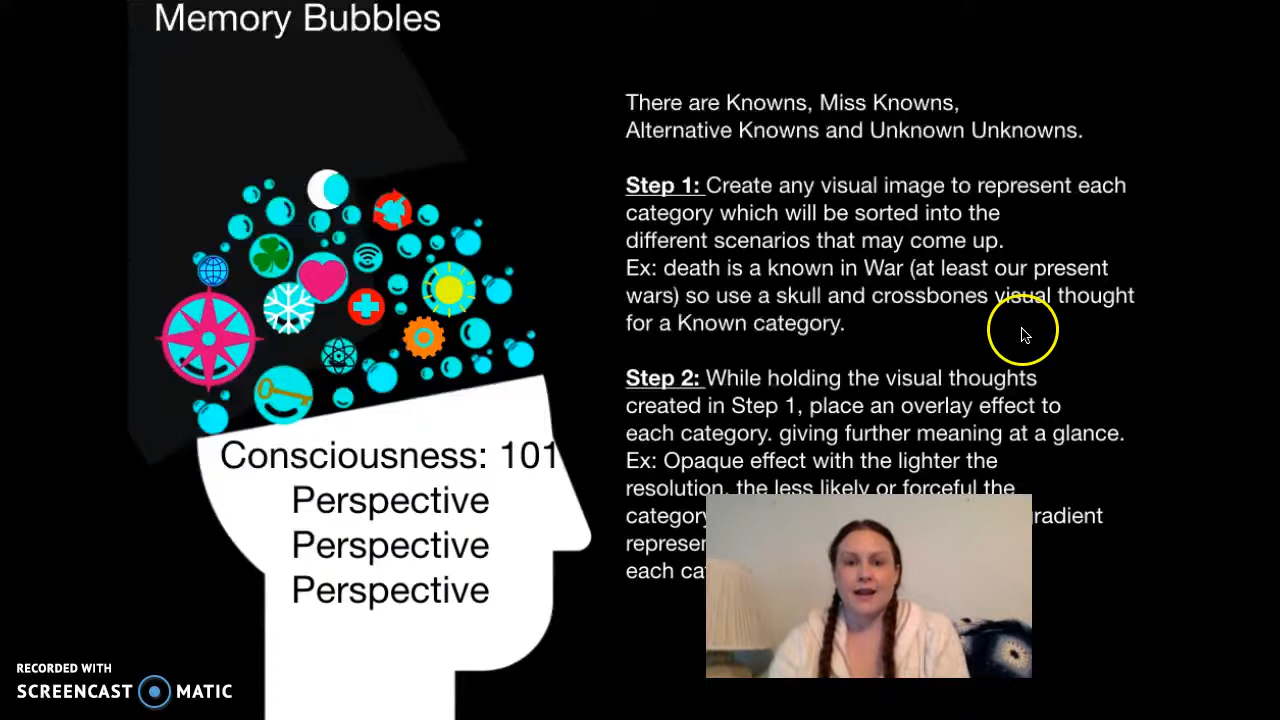 Memory Bubbles
There are Knowns, Miss Knowns,
Alternative Knowns and Unknown Unknowns.
Step 1: Create any visual image to represent each
category which will be sorted into the
different scenarios that may come up.
Ex: death is a known in War (at least our present
wars) so use a skull and crossbones visual thought
for a Known category.
Step 2: While holding the visual thoughts
created in Step 1, place an overlay effect to
each category. giving further meaning at a glance.
Ex: Opaque effect with the lighter the
resolution, the less likely or forceful the
category gradient
each
Consciousness: 101
Perspective
Perspective
Perspective
RECORDED WITH
SCREENCAST MATIC